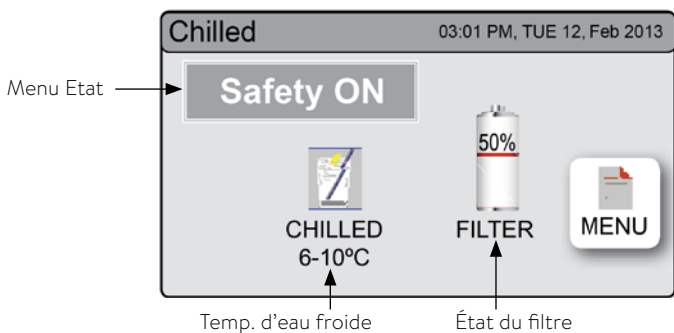 Chilled 03:01 PM, TUE 12, Feb 2013
Menu Etat
Safety ON
50%
CHILLED FILTER MENU
6-10ºC
Temp. d'eau froide État du filtre